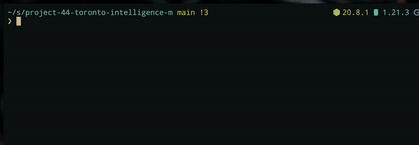 ~/s/project-44-toronto-intelligence-m main !3 20.8.1 1.21.3
❯